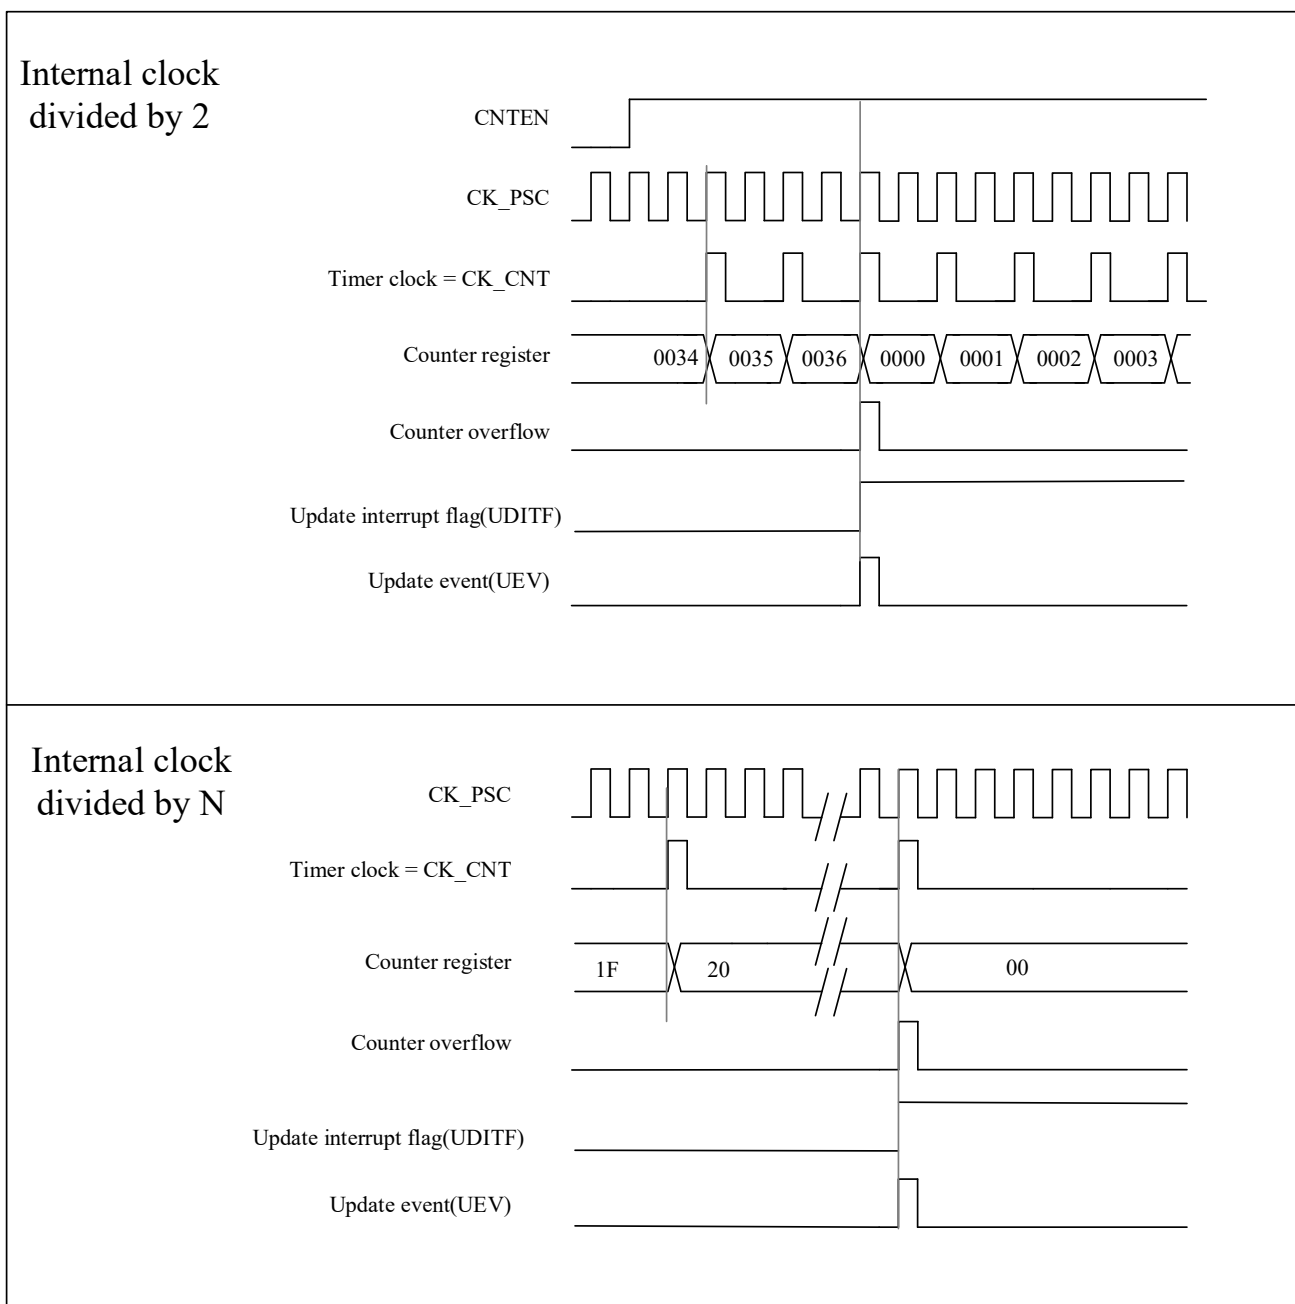 Internal clock
divided by 2
CNTEN
CK_PSC
Timer clock = CK_CNT
Counter register
0034 0035 0036 0000 0001 0002 0003
Counter overflow
Update interrupt flag(UDITF)
Update event(UEV)
Internal clock
divided by N
CK_PSC
Timer clock = CK_CNT
Counter register
1F 20 00
Counter overflow
Update interrupt flag(UDITF)
Update event(UEV)